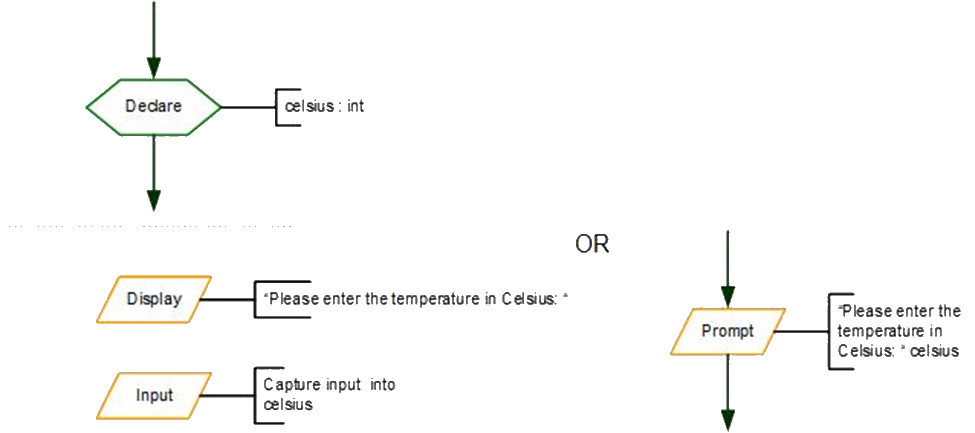 Declare
celsius : int
OR
Display
"Please enter the temperature in Celsius: "
Prompt
"Please enter the
temperature in
Celsius: " celsius
Input
Capture input into
celsius